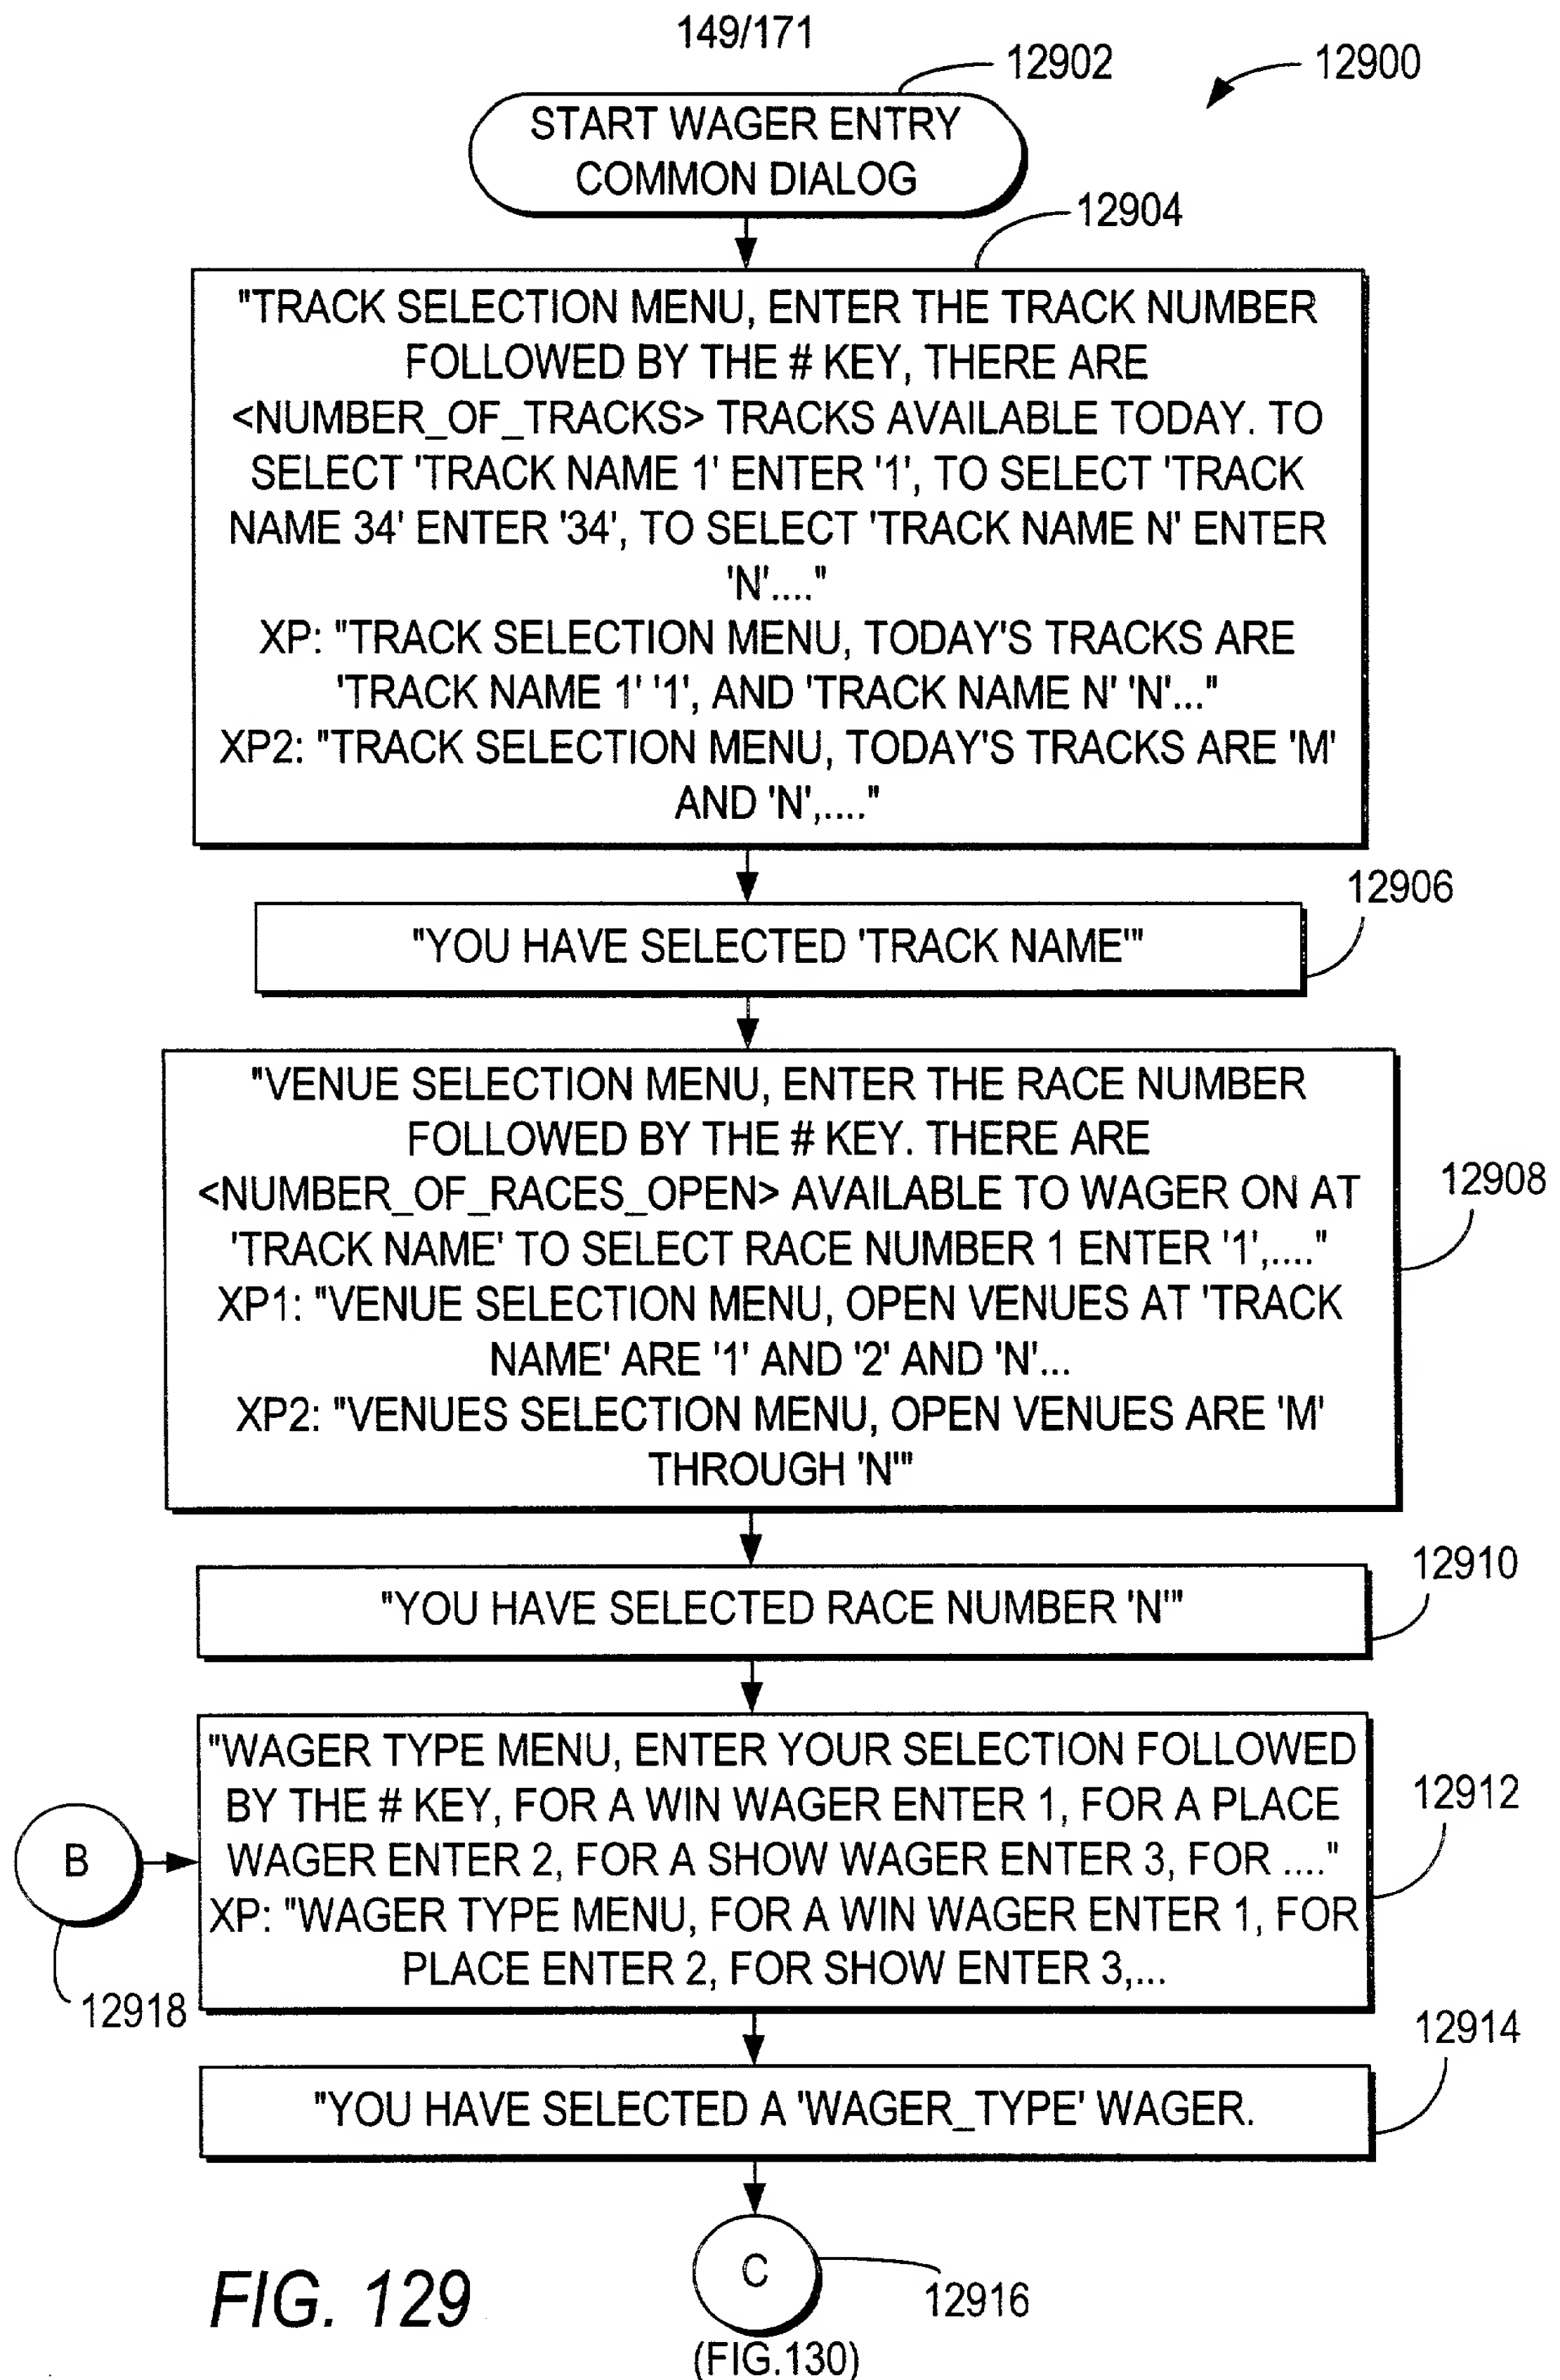 149/171
12902
12900
START WAGER ENTRY
COMMON DIALOG
12904
"TRACK SELECTION MENU, ENTER THE TRACK NUMBER
FOLLOWED BY THE # KEY, THERE ARE
<NUMBER_OF_TRACKS> TRACKS AVAILABLE TODAY. TO
SELECT 'TRACK NAME 1' ENTER '1', TO SELECT 'TRACK
NAME 34' ENTER '34', TO SELECT 'TRACK NAME N' ENTER
'N'...."
XP: "TRACK SELECTION MENU, TODAY'S TRACKS ARE
'TRACK NAME 1' '1', AND 'TRACK NAME N' 'N'..."
XP2: "TRACK SELECTION MENU, TODAY'S TRACKS ARE 'M'
AND 'N',...."
12906
"YOU HAVE SELECTED 'TRACK NAME'"
"VENUE SELECTION MENU, ENTER THE RACE NUMBER
FOLLOWED BY THE # KEY. THERE ARE
<NUMBER_OF_RACES_OPEN> AVAILABLE TO WAGER ON AT
'TRACK NAME' TO SELECT RACE NUMBER 1 ENTER '1',...."
XP1: "VENUE SELECTION MENU, OPEN VENUES AT 'TRACK
NAME' ARE '1' AND '2' AND 'N'...
XP2: "VENUES SELECTION MENU, OPEN VENUES ARE 'M'
THROUGH 'N'"
12908
12910
"YOU HAVE SELECTED RACE NUMBER 'N'"
"WAGER TYPE MENU, ENTER YOUR SELECTION FOLLOWED
BY THE # KEY, FOR A WIN WAGER ENTER 1, FOR A PLACE
WAGER ENTER 2, FOR A SHOW WAGER ENTER 3, FOR ...."
XP: "WAGER TYPE MENU, FOR A WIN WAGER ENTER 1, FOR
PLACE ENTER 2, FOR SHOW ENTER 3,...
12912
B
12918
12914
"YOU HAVE SELECTED A 'WAGER_TYPE' WAGER.
C
12916
(FIG.130)
FIG. 129